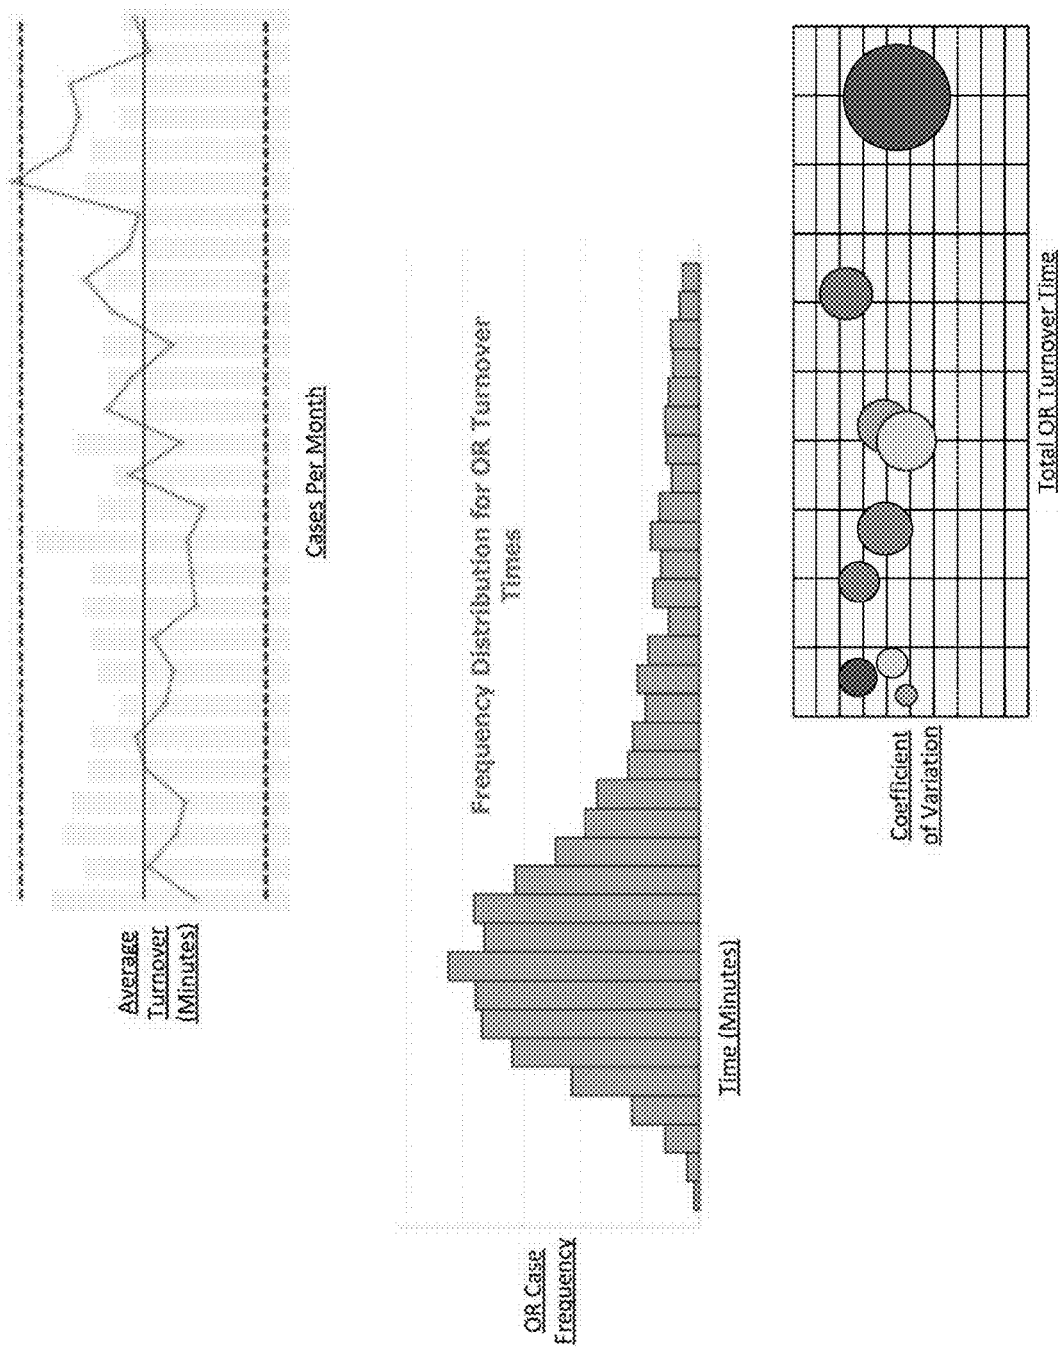 Average
Turnover
(Minutes)
Cases Per Month
Frequency Distribution for OR Turnover
Times
OR Case
Frequency
Time (Minutes)
Coefficient
of Variation
Total OR Turnover Time